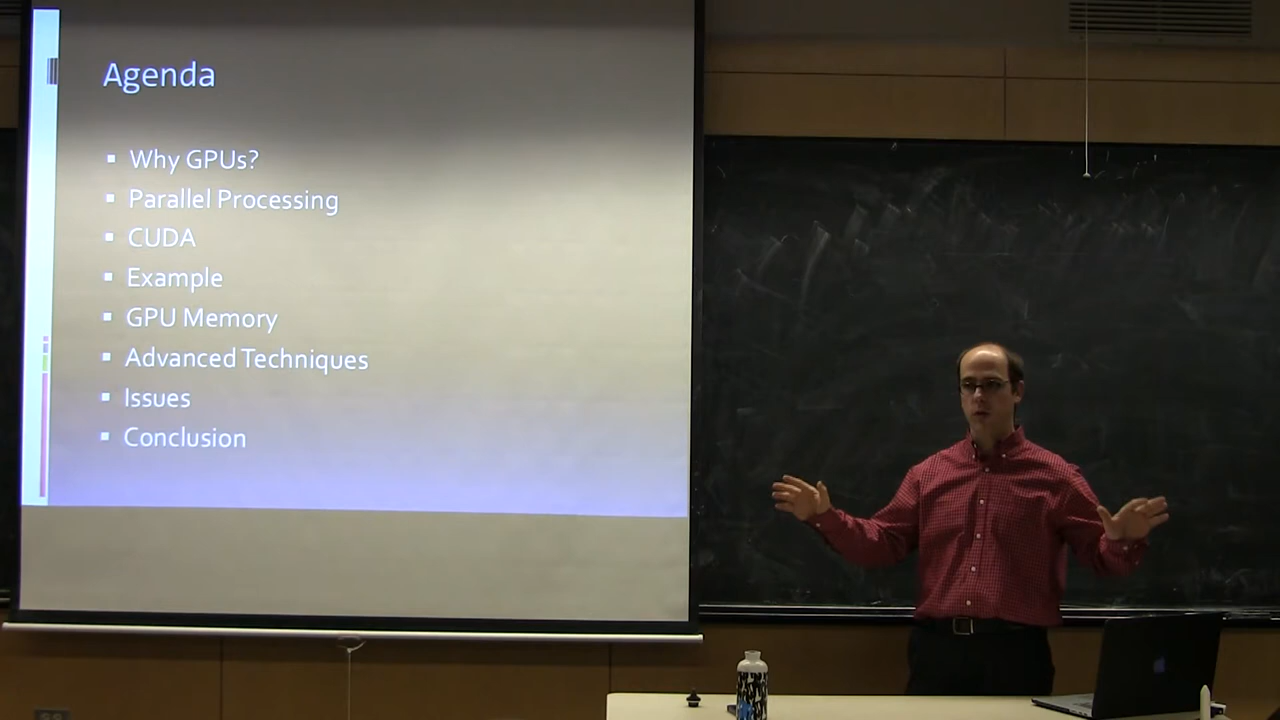 Agenda
Why GPUs?
Parallel Processing
CUDA
Example
GPU Memory
Advanced Techniques
Issues
Conclusion